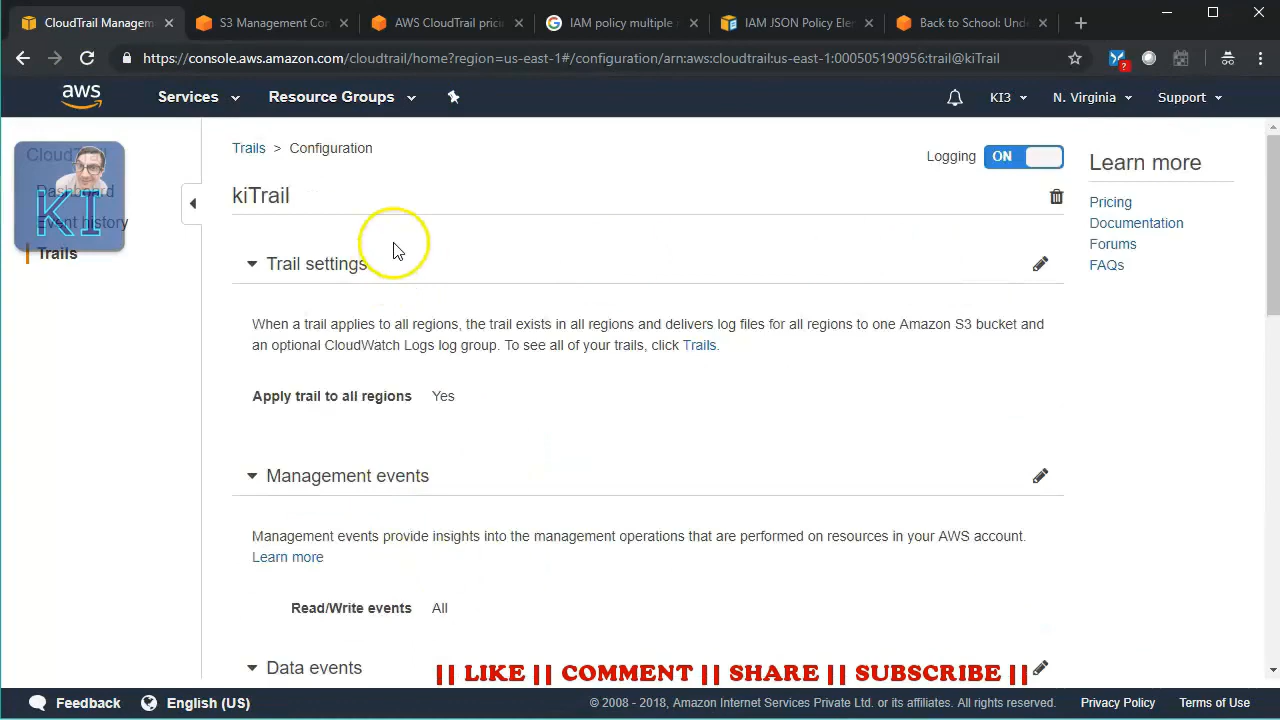 CloudTrail Managem
S3 Management Con
AWS CloudTrail pric
IAM policy multiple
IAM JSON Policy Ele
Back to School: Unde
https://console.aws.amazon.com/cloudtrail/home?region=us-east-1#/configuration/arn:aws:cloudtrail:us-east-1:000505190956:trail@kiTrail
aws
Services
Resource Groups
KI3
N. Virginia
Support
CloudTrail
Dashboard
Event history
Trails
KI
Trails > Configuration
Logging
ON
kiTrail
Trail settings
When a trail applies to all regions, the trail exists in all regions and delivers log files for all regions to one Amazon S3 bucket and
an optional CloudWatch Logs log group. To see all of your trails, click Trails.
Apply trail to all regions Yes
Management events
Management events provide insights into the management operations that are performed on resources in your AWS account.
Learn more
Read/Write events All
Data events
Learn more
Pricing
Documentation
Forums
FAQs
|| LIKE || COMMENT || SHARE || SUBSCRIBE ||
Feedback
English (US)
© 2008 - 2018, Amazon Internet Services Private Ltd. or its affiliates. All rights reserved.
Privacy Policy
Terms of Use